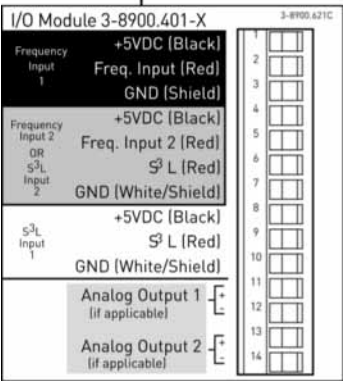 I/O Module 3-8900.401-X
3-8900.621C
Frequency Input 1
+5VDC (Black)
Freq. Input (Red)
GND (Shield)
Frequency Input 2 OR S³L Input 2
+5VDC (Black)
Freq. Input 2 (Red)
S³ L (Red)
GND (White/Shield)
S³L Input 1
+5VDC (Black)
S³ L (Red)
GND (White/Shield)
Analog Output 1 + -
(if applicable)
Analog Output 2 + -
(if applicable)
1
2
3
4
5
6
7
8
9
10
11
12
13
14